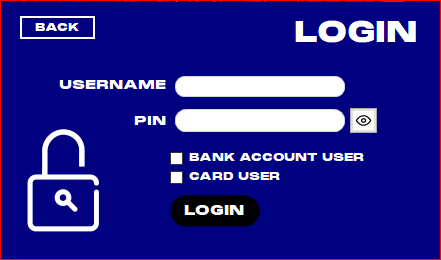 BACK
LOGIN
USERNAME
PIN
BANK ACCOUNT USER
CARD USER
LOGIN